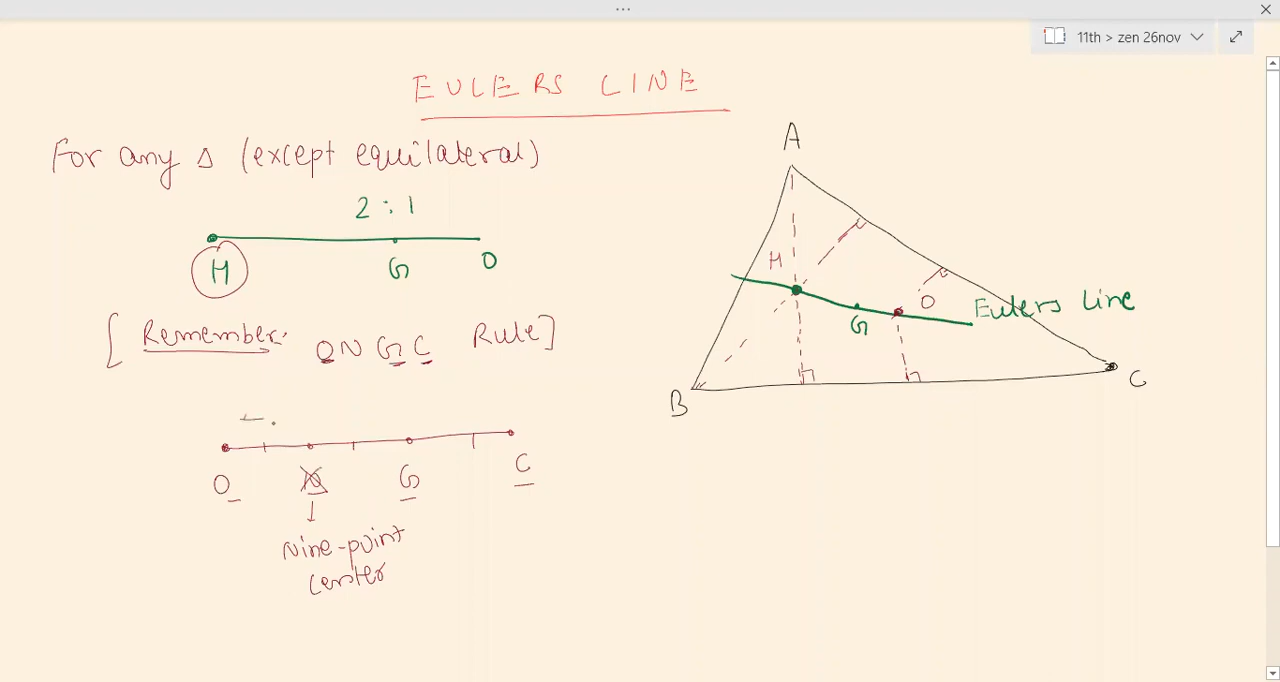 ...
11th > zen 26nov
EULERS LINE
For any Δ (except equilateral)
2 : 1
H G O
[Remember: ONGC Rule]
O N G C
Nine-point
center
A
H
O
G
Eulers Line
B
C